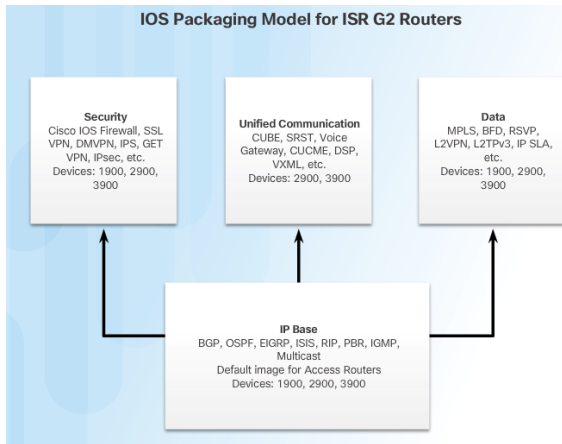 IOS Packaging Model for ISR G2 Routers
Security
Cisco IOS Firewall, SSL
VPN, DMVPN, IPS, GET
VPN, IPsec, etc.
Devices: 1900, 2900,
3900
Unified Communication
CUBE, SRST, Voice
Gateway, CUCME, DSP,
VXML, etc.
Devices: 2900, 3900
Data
MPLS, BFD, RSVP,
L2VPN, L2TPv3, IP SLA,
etc.
Devices: 1900, 2900,
3900
IP Base
BGP, OSPF, EIGRP, ISIS, RIP, PBR, IGMP,
Multicast
Default image for Access Routers
Devices: 1900, 2900, 3900